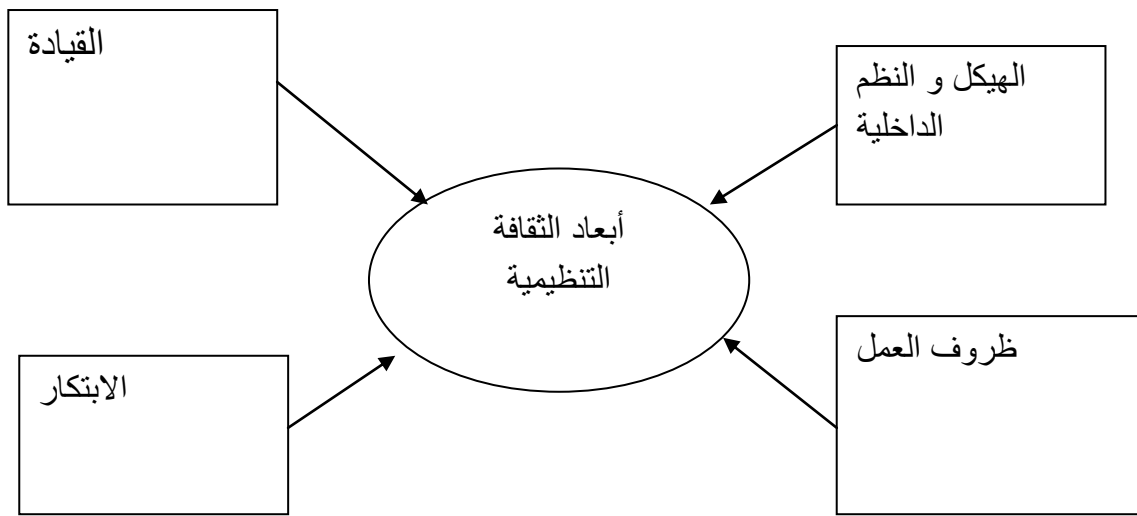 القيادة
الهيكل و النظم
الداخلية
أبعاد الثقافة
التنظيمية
ظروف العمل
الابتكار